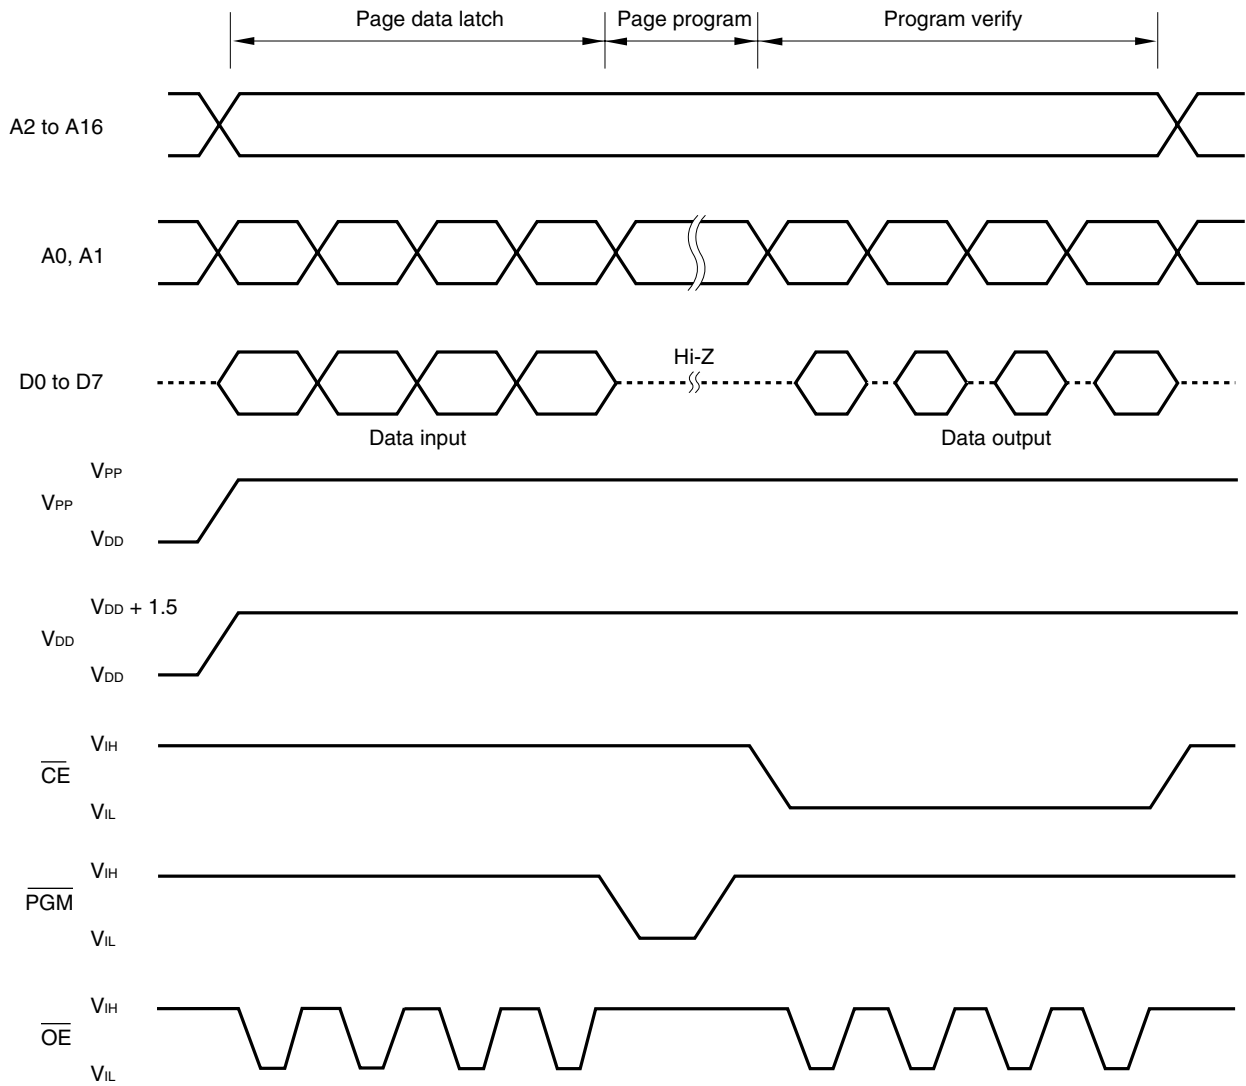 Page data latch Page program Program verify
A2 to A16
A0, A1
Hi-Z
D0 to D7
Data input Data output
VPP
VPP
VDD
VDD + 1.5
VDD
VDD
VIH
CE
VIL
VIH
PGM
VIL
VIH
OE
VIL